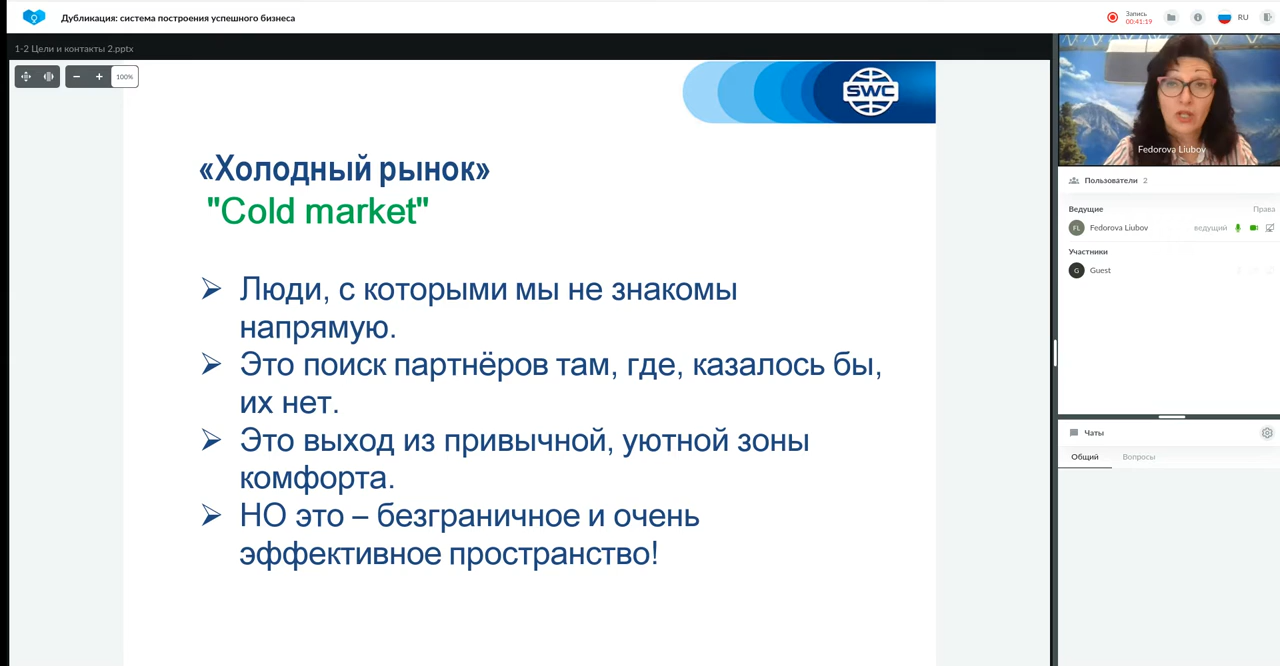 Дубликация: система построения успешного бизнеса
Запись
00:41:19
RU
1-2 Цели и контакты 2.pptx
100%
SWC
«Холодный рынок»
"Cold market"
Люди, с которыми мы не знакомы
напрямую.
Это поиск партнёров там, где, казалось бы,
их нет.
Это выход из привычной, уютной зоны
комфорта.
НО это – безграничное и очень
эффективное пространство!
Fedorova Liubov
Пользователи 2
Ведущие Права
FL Fedorova Liubov ведущий
Участники
G Guest
Чаты
Общий Вопросы